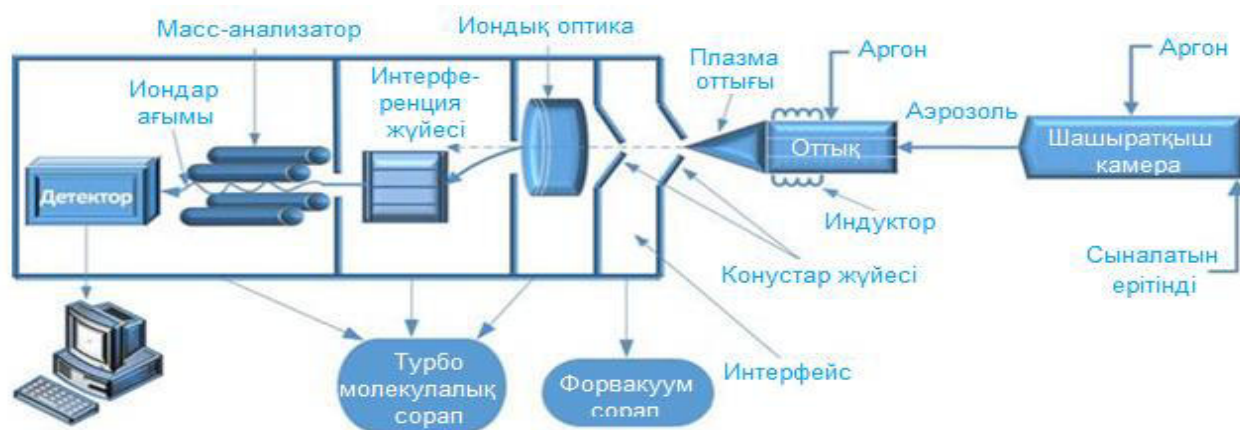 Масс-анализатор
Иондық оптика
Плазма
оттығы
Аргон
Аргон
Иондар
ағымы
Интерфе-
ренция
жүйесі
Аэрозоль
Оттық
Шашыратқыш
камера
Детектор
Индуктор
Конустар жүйесі
Сыналатын
ерітінді
Турбо
молекулалық
сорап
Форвакуум
сорап
Интерфейс